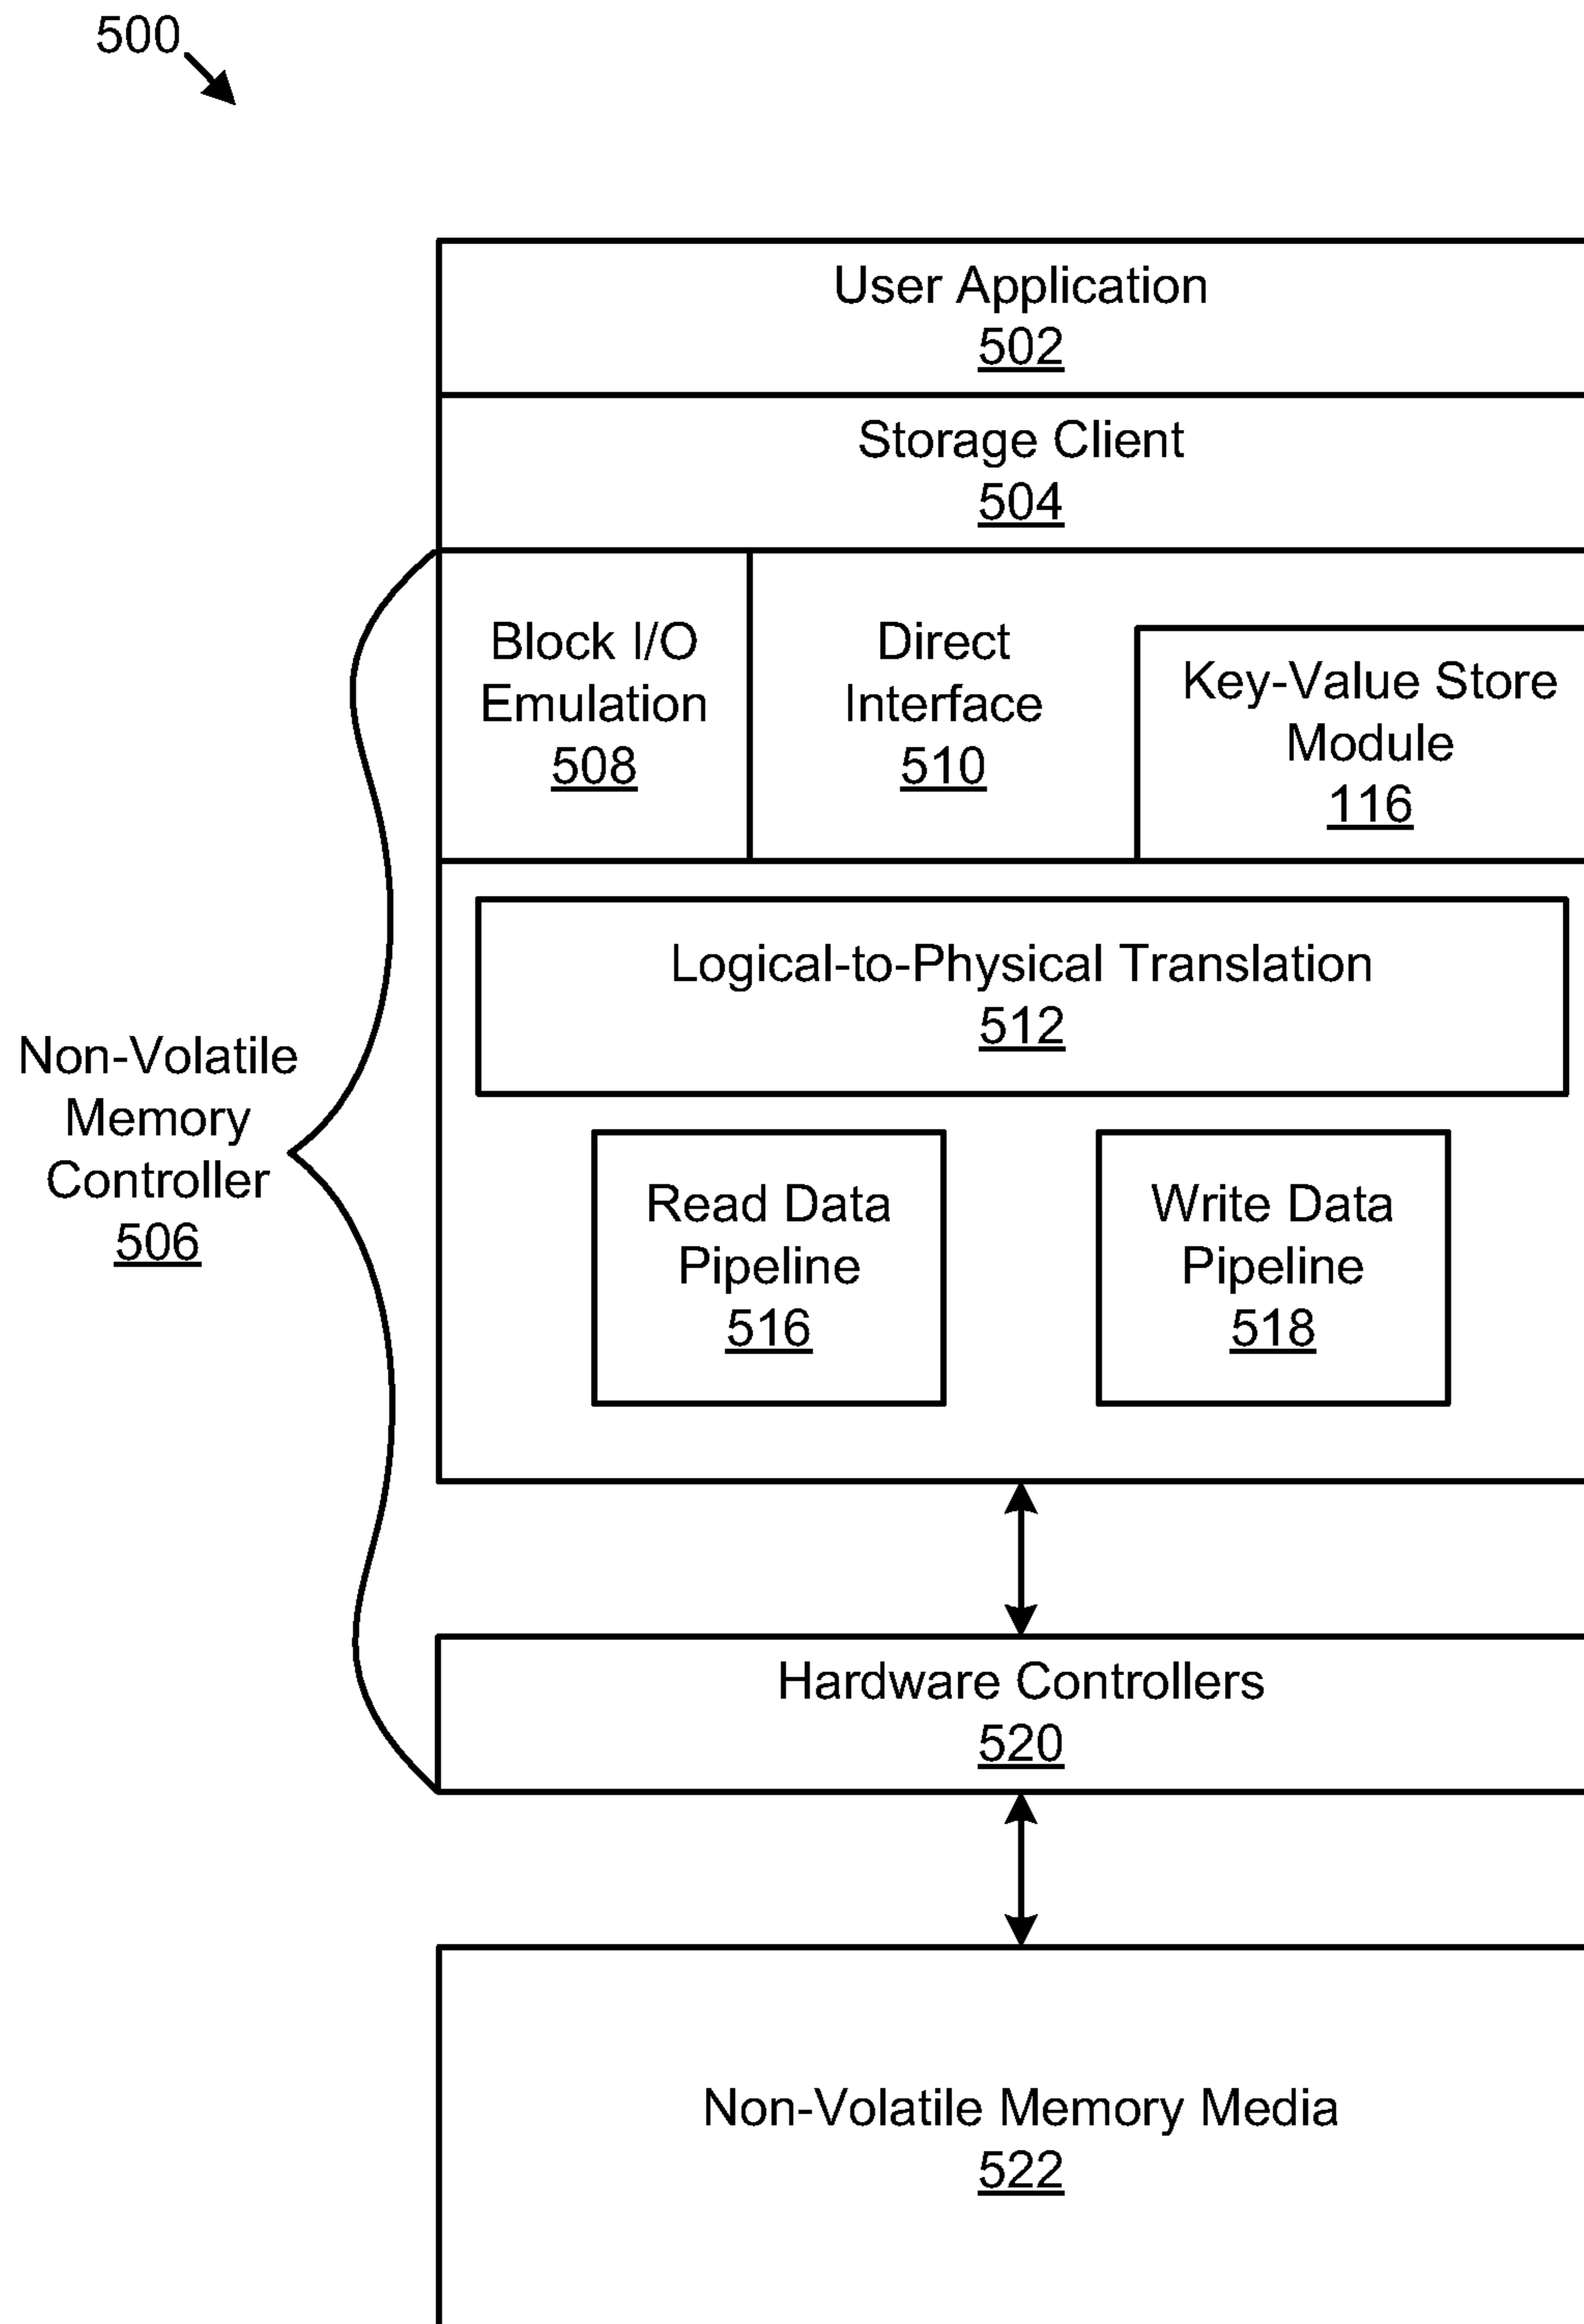 500
User Application
502
Storage Client
504
Block I/O
Emulation
508
Direct
Interface
510
Key-Value Store
Module
116
Logical-to-Physical Translation
512
Non-Volatile
Memory
Controller
506
Read Data
Pipeline
516
Write Data
Pipeline
518
Hardware Controllers
520
Non-Volatile Memory Media
522